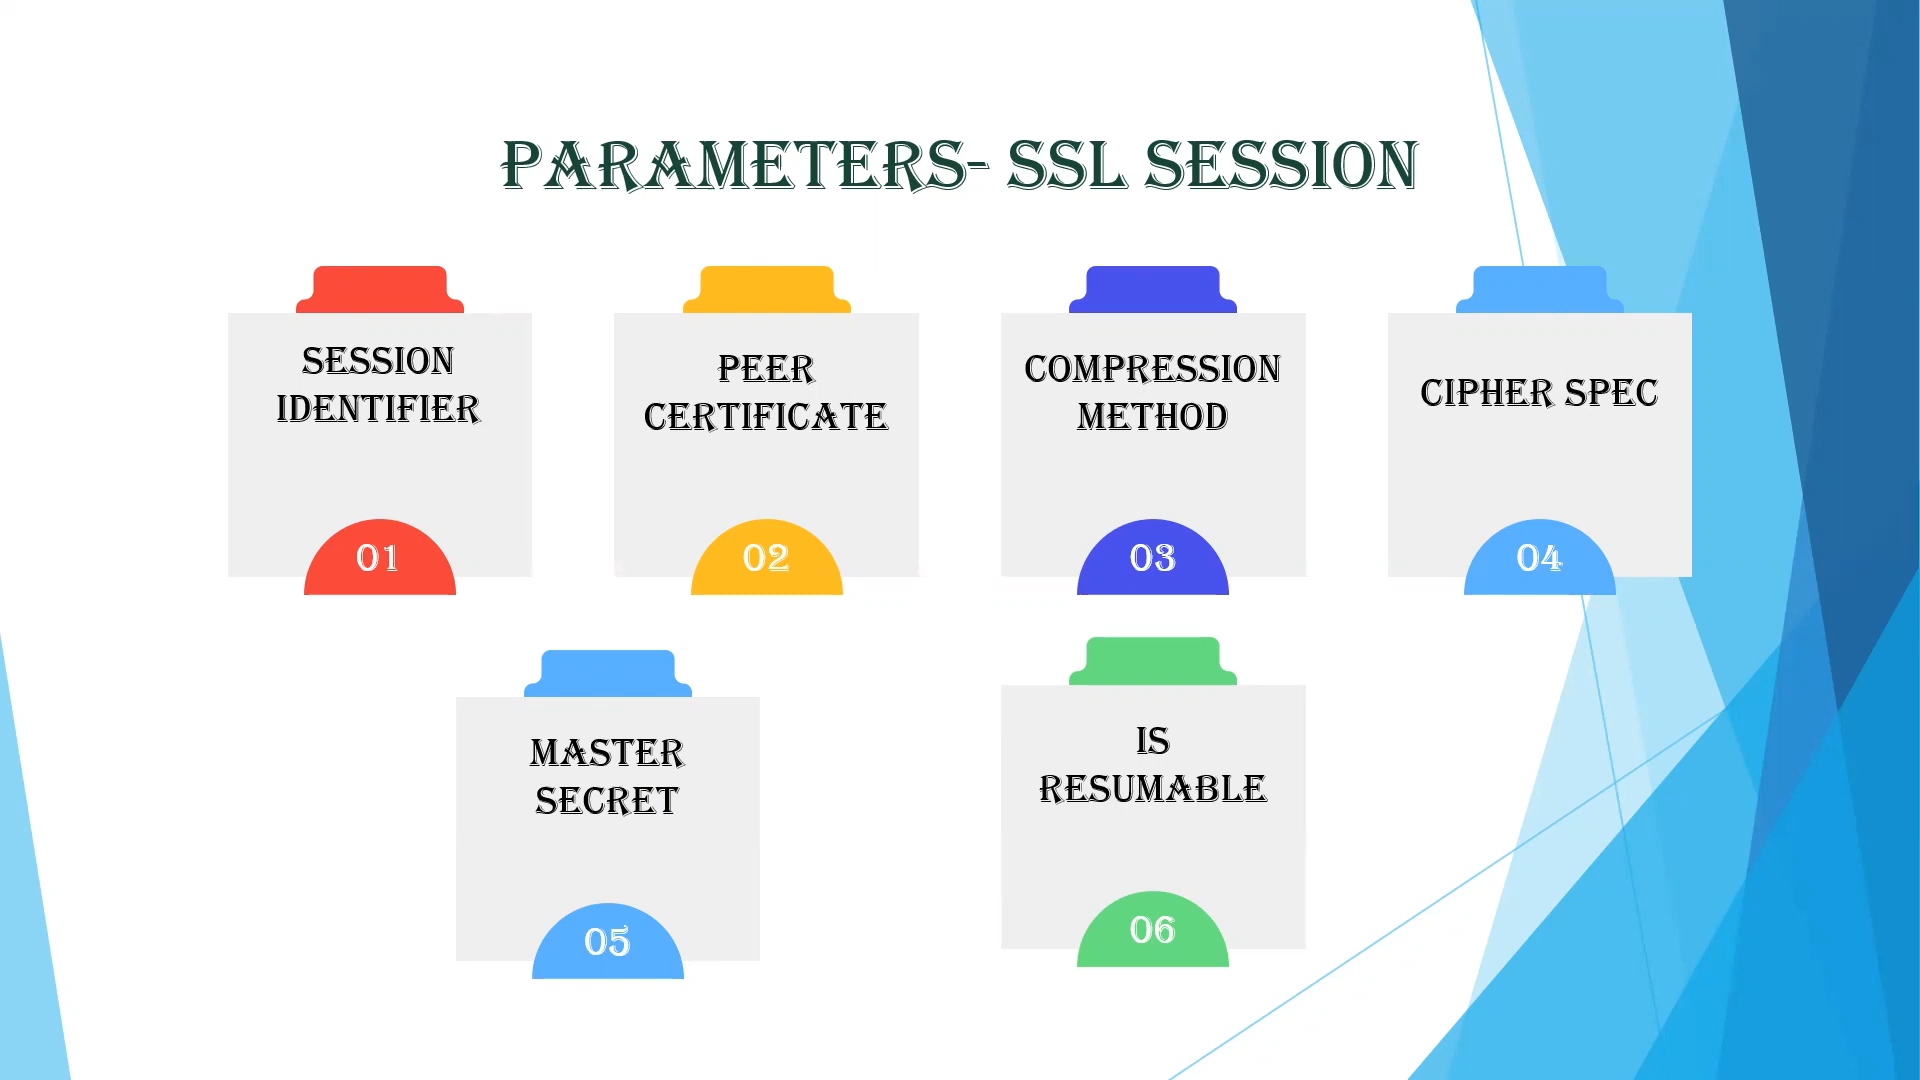 PARAMETERS- SSL SESSION
SESSION
IDENTIFIER
01
PEER
CERTIFICATE
02
COMPRESSION
METHOD
03
CIPHER SPEC
04
MASTER
SECRET
05
IS
RESUMABLE
06